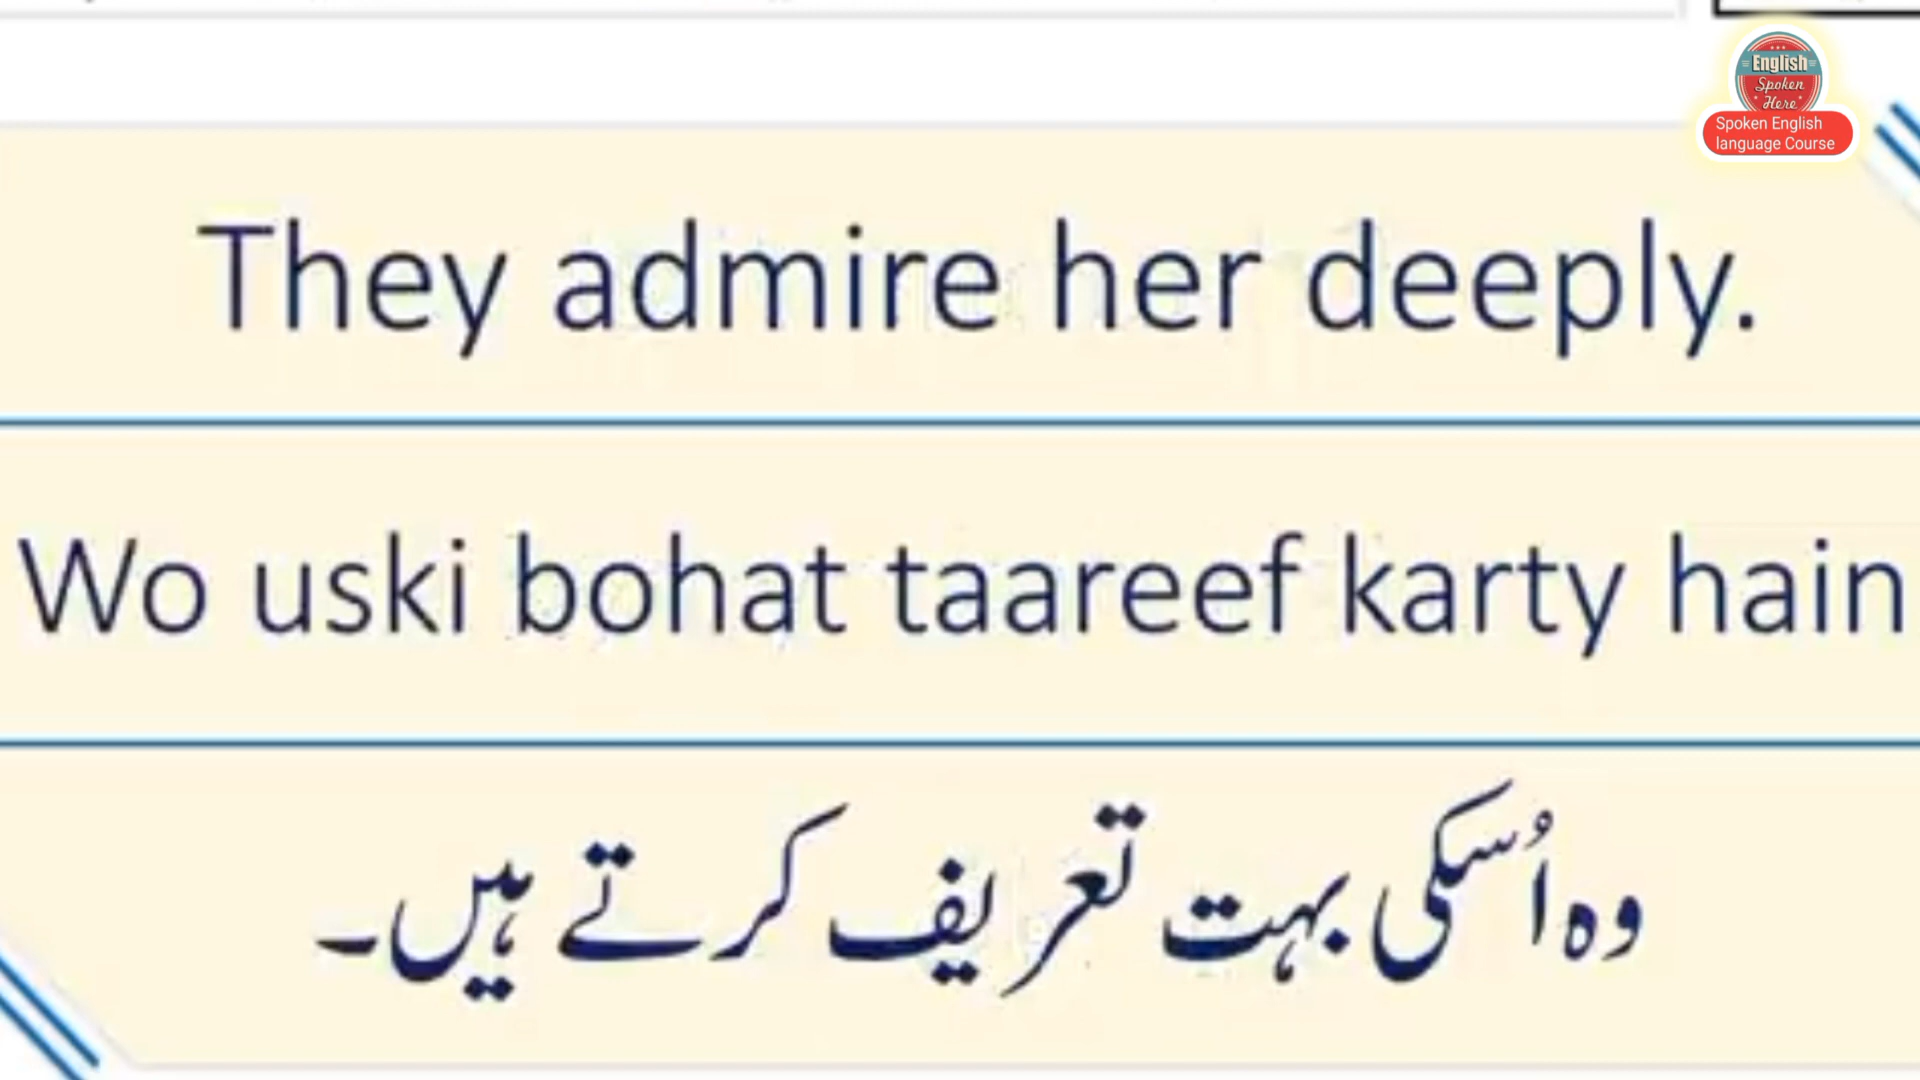 English
Spoken
Here
Spoken English
language Course
They admire her deeply.
Wo uski bohat taareef karty hain
وہ اُسکی بہت تعریف کرتے ہیں۔